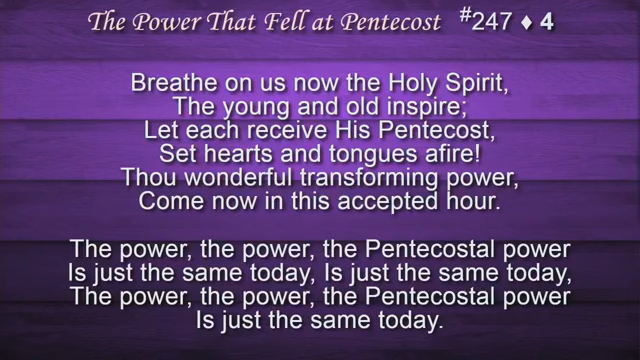 The Power That Fell at Pentecost #247 ♦ 4
Breathe on us now the Holy Spirit,
The young and old inspire;
Let each receive His Pentecost,
Set hearts and tongues afire!
Thou wonderful transforming power,
Come now in this accepted hour.
The power, the power, the Pentecostal power
Is just the same today, Is just the same today,
The power, the power, the Pentecostal power
Is just the same today.